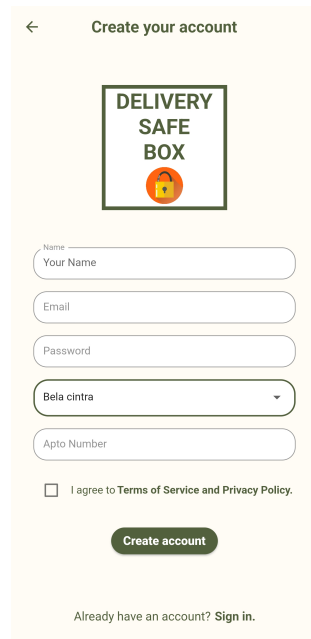 Create your account
DELIVERY
SAFE
BOX
Name
Your Name
Email
Password
Bela cintra
Apto Number
I agree to Terms of Service and Privacy Policy.
Create account
Already have an account? Sign in.